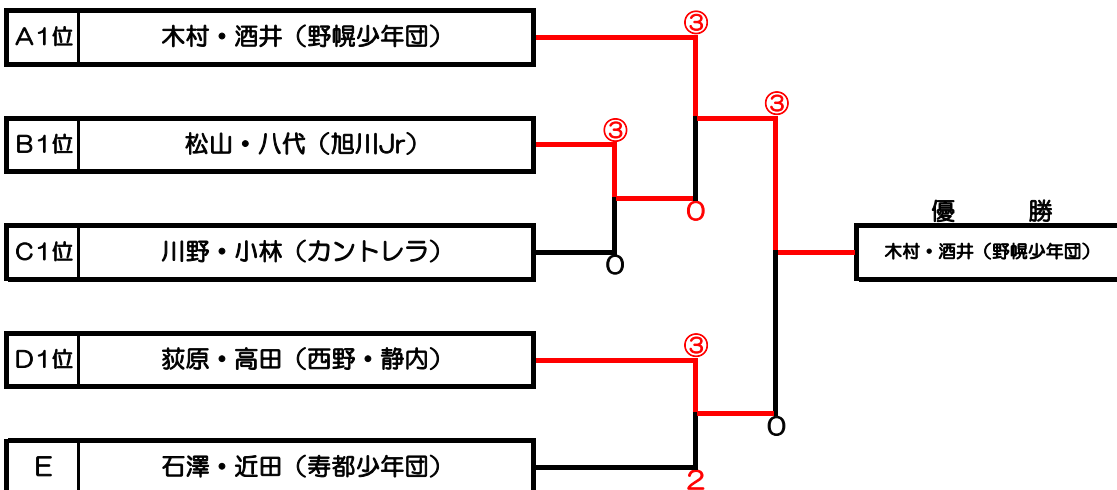 A1位 木村・酒井（野幌少年団）
③
③
B1位 松山・八代（旭川Jr）
③
0
優　勝
木村・酒井（野幌少年団）
C1位 川野・小林（カントレラ）
0
D1位 荻原・高田（西野・静内）
③
0
E 石澤・近田（寿都少年団）
2